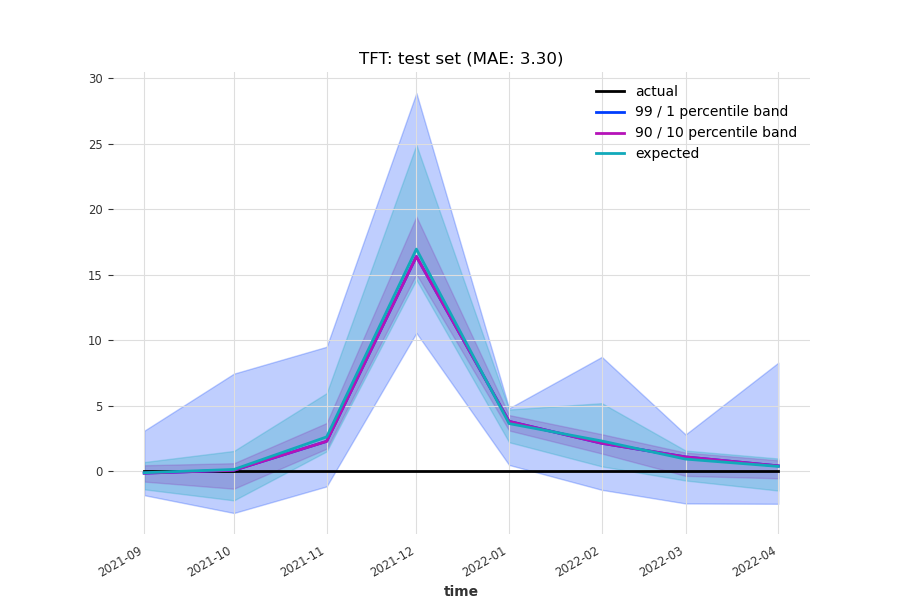 TFT: test set (MAE: 3.30)
30
25
20
15
10
5
0
actual
99 / 1 percentile band
90 / 10 percentile band
expected
2021-09
2021-10
2021-11
2021-12
2022-01
2022-02
2022-03
2022-04
time